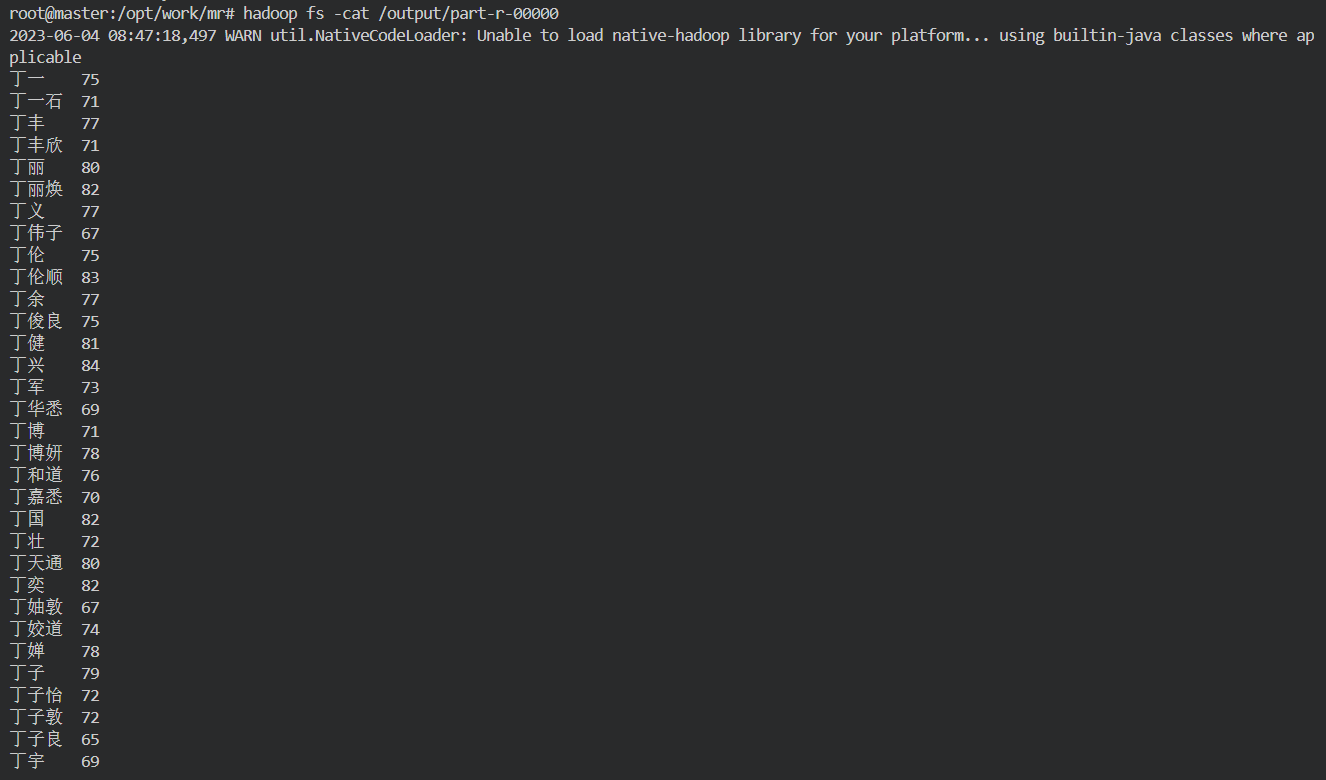 root@master:/opt/work/mr# hadoop fs -cat /output/part-r-00000
2023-06-04 08:47:18,497 WARN util.NativeCodeLoader: Unable to load native-hadoop library for your platform... using builtin-java classes where ap
plicable
丁一    75
丁一石  71
丁丰    77
丁丰欣  71
丁丽    80
丁丽焕  82
丁义    77
丁伟子  67
丁伦    75
丁伦顺  83
丁余    77
丁俊良  75
丁健    81
丁兴    84
丁军    73
丁华悉  69
丁博    71
丁博妍  78
丁和道  76
丁嘉悉  70
丁国    82
丁壮    72
丁天通  80
丁奕    82
丁妯敦  67
丁姣道  74
丁婵    78
丁子    79
丁子怡  72
丁子敦  72
丁子良  65
丁宇    69